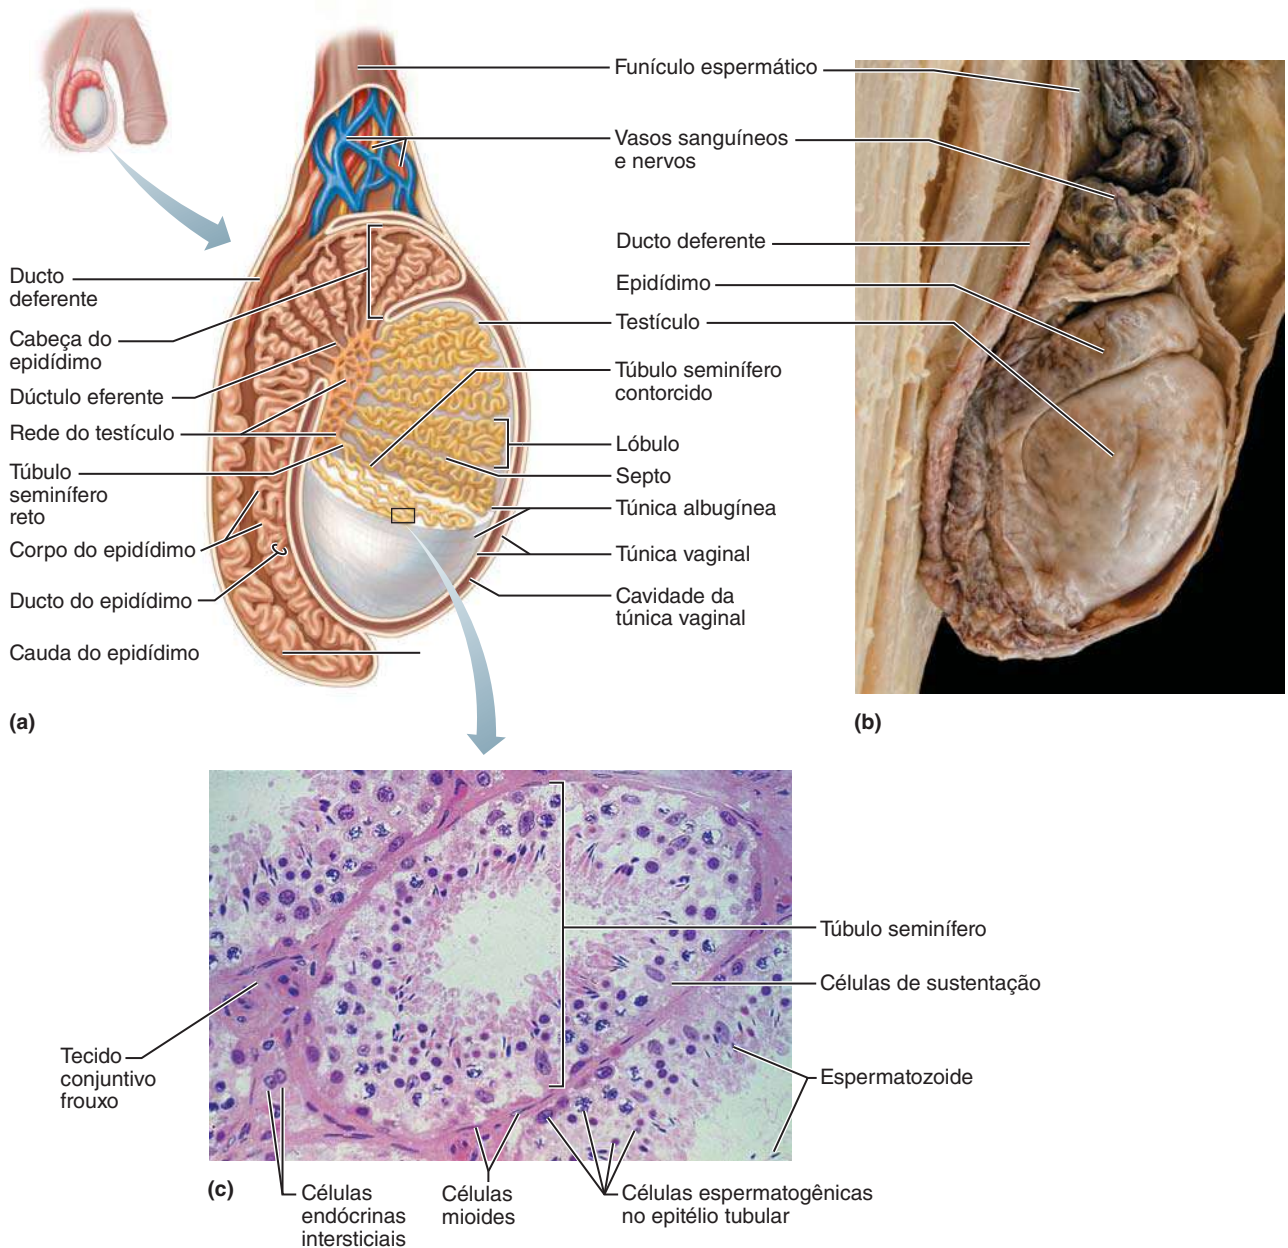 Funículo espermático
Vasos sanguíneos
e nervos
Ducto deferente
Epidídimo
Testículo
Túbulo seminífero
contorcido
Lóbulo
Septo
Túnica albugínea
Túnica vaginal
Cavidade da
túnica vaginal
Ducto
deferente
Cabeça do
epidídimo
Dúctulo eferente
Rede do testículo
Túbulo
seminífero
reto
Corpo do epidídimo
Ducto do epidídimo
Cauda do epidídimo
(a)
(b)
Túbulo seminífero
Células de sustentação
Espermatozoide
Tecido
conjuntivo
frouxo
(c)
Células
endócrinas
intersticiais
Células
mioides
Células espermatogênicas
no epitélio tubular